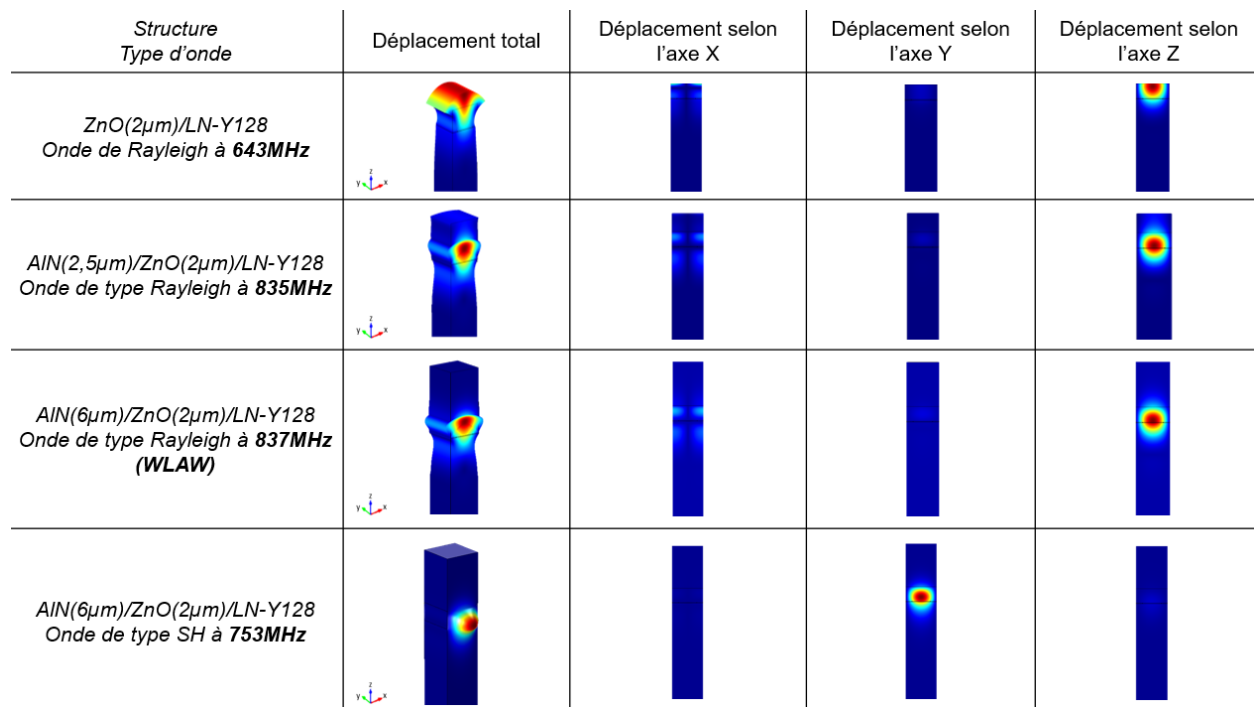 Structure
Type d'onde
Déplacement total
Déplacement selon
l'axe X
Déplacement selon
l'axe Y
Déplacement selon
l'axe Z
ZnO(2µm)/LN-Y128
Onde de Rayleigh à 643MHz
z
y
x
AlN(2,5µm)/ZnO(2µm)/LN-Y128
Onde de type Rayleigh à 835MHz
z
y
x
AlN(6µm)/ZnO(2µm)/LN-Y128
Onde de type Rayleigh à 837MHz
(WLAW)
z
y
x
AlN(6µm)/ZnO(2µm)/LN-Y128
Onde de type SH à 753MHz
z
y
x